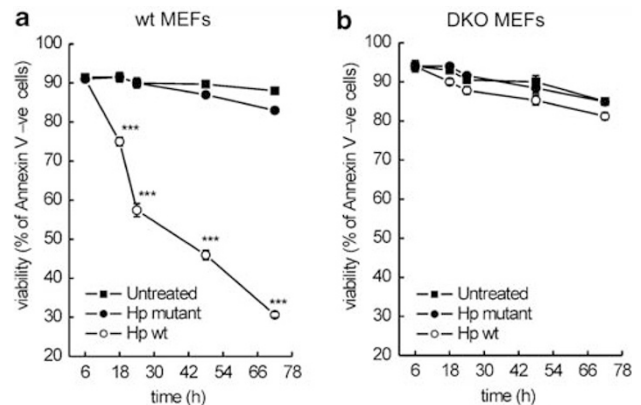 a wt MEFs
viability (% of Annexin V –ve cells)
100
90
80
70
60
50
40
30
20
***
***
***
***
Untreated
Hp mutant
Hp wt
6 18 30 42 54 66 78
time (h)
b DKO MEFs
viability (% of Annexin V –ve cells)
100
90
80
70
60
50
40
30
20
Untreated
Hp mutant
Hp wt
6 18 30 42 54 66 78
time (h)